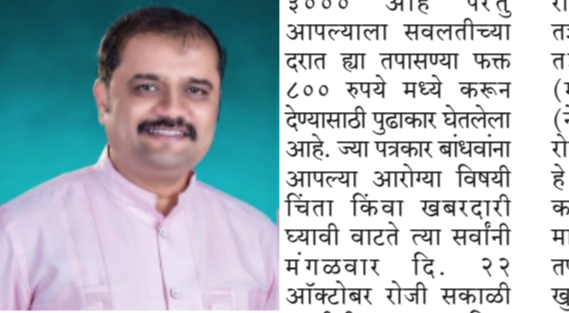 ३००० आहे परंतु
आपल्याला सवलतीच्या
दरात ह्या तपासण्या फक्त
८०० रुपये मध्ये करून
देण्यासाठी पुढाकार घेतलेला
आहे. ज्या पत्रकार बांधवांना
आपल्या आरोग्या विषयी
चिंता किंवा खबरदारी
घ्यावी वाटते त्या सर्वांनी
मंगळवार दि. २२
ऑक्टोबर रोजी सकाळी